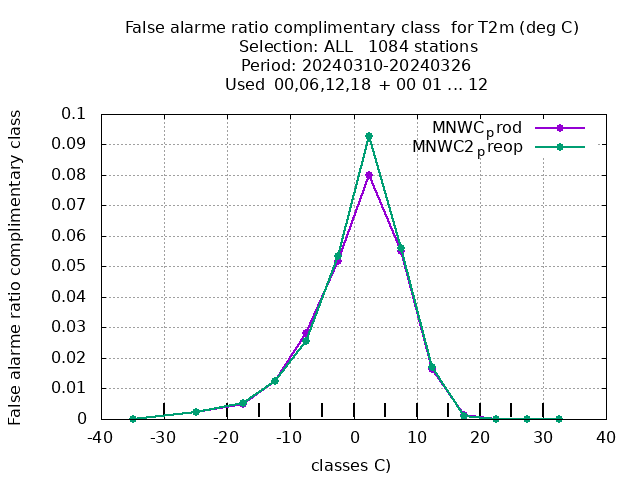 False alarme ratio complimentary class  for T2m (deg C)
Selection: ALL   1084 stations
Period: 20240310-20240326
Used  00,06,12,18  + 00 01 ... 12
False alarme ratio complimentary class
0.1
0.09
0.08
0.07
0.06
0.05
0.04
0.03
0.02
0.01
0
MNWCprod
MNWC2preop
-40 -30 -20 -10 0 10 20 30 40
classes C)